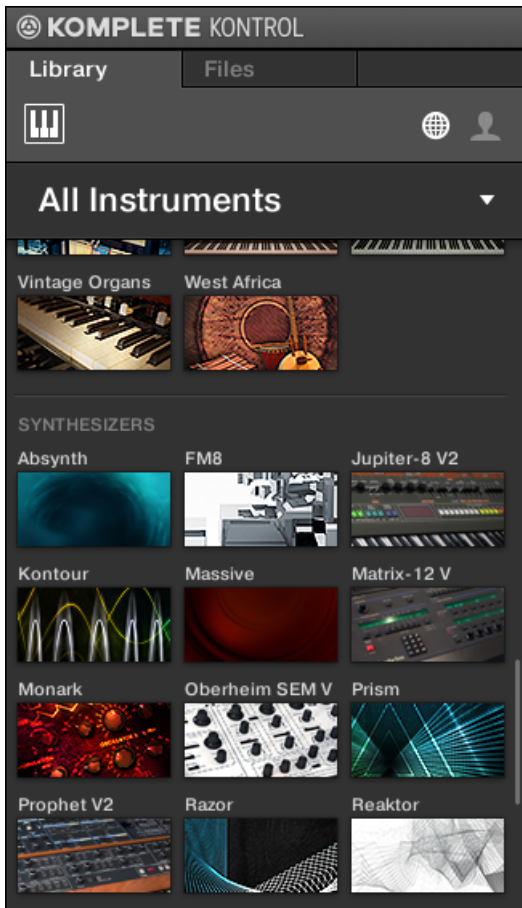 KOMPLETE KONTROL
Library Files
All Instruments
Vintage Organs West Africa
SYNTHESIZERS
Absynth FM8 Jupiter-8 V2
Kontour Massive Matrix-12 V
Monark Oberheim SEM V Prism
Prophet V2 Razor Reaktor